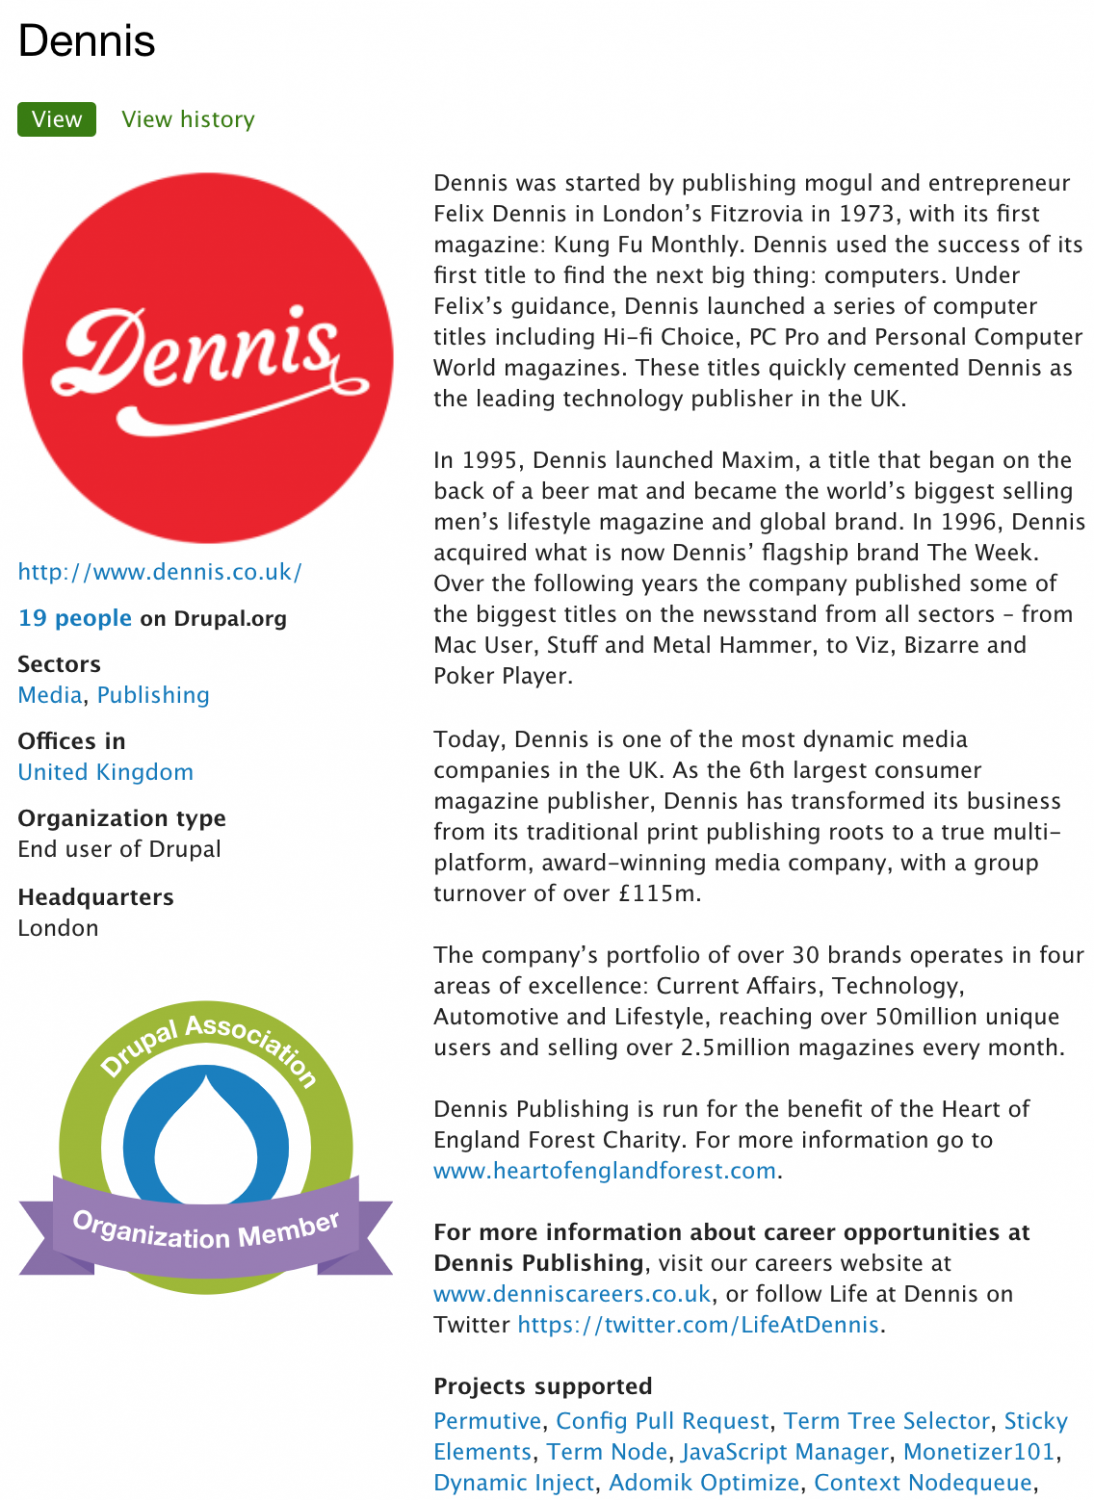 Dennis
View View history
Dennis
http://www.dennis.co.uk/
19 people on Drupal.org
Sectors
Media, Publishing
Offices in
United Kingdom
Organization type
End user of Drupal
Headquarters
London
Drupal Association
Organization Member
Dennis was started by publishing mogul and entrepreneur
Felix Dennis in London’s Fitzrovia in 1973, with its first
magazine: Kung Fu Monthly. Dennis used the success of its
first title to find the next big thing: computers. Under
Felix’s guidance, Dennis launched a series of computer
titles including Hi-fi Choice, PC Pro and Personal Computer
World magazines. These titles quickly cemented Dennis as
the leading technology publisher in the UK.
In 1995, Dennis launched Maxim, a title that began on the
back of a beer mat and became the world’s biggest selling
men’s lifestyle magazine and global brand. In 1996, Dennis
acquired what is now Dennis’ flagship brand The Week.
Over the following years the company published some of
the biggest titles on the newsstand from all sectors – from
Mac User, Stuff and Metal Hammer, to Viz, Bizarre and
Poker Player.
Today, Dennis is one of the most dynamic media
companies in the UK. As the 6th largest consumer
magazine publisher, Dennis has transformed its business
from its traditional print publishing roots to a true multi-
platform, award-winning media company, with a group
turnover of over £115m.
The company’s portfolio of over 30 brands operates in four
areas of excellence: Current Affairs, Technology,
Automotive and Lifestyle, reaching over 50million unique
users and selling over 2.5million magazines every month.
Dennis Publishing is run for the benefit of the Heart of
England Forest Charity. For more information go to
www.heartofenglandforest.com.
For more information about career opportunities at
Dennis Publishing, visit our careers website at
www.denniscareers.co.uk, or follow Life at Dennis on
Twitter https://twitter.com/LifeAtDennis.
Projects supported
Permutive, Config Pull Request, Term Tree Selector, Sticky
Elements, Term Node, JavaScript Manager, Monetizer101,
Dynamic Inject, Adomik Optimize, Context Nodequeue,